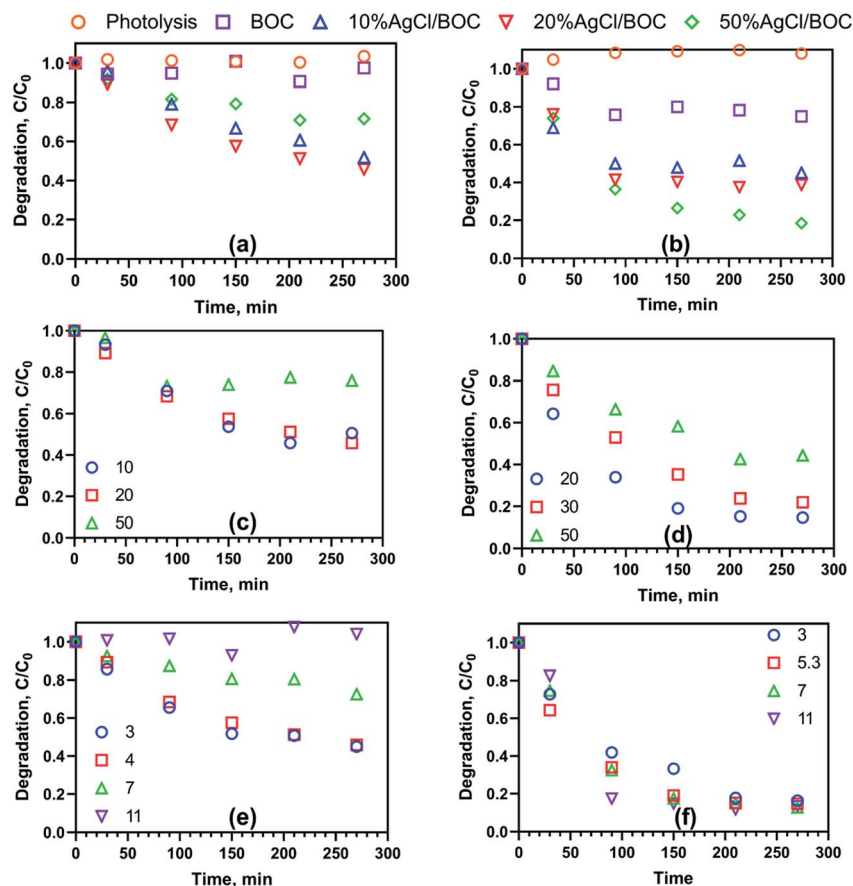 Photolysis BOC 10%AgCl/BOC 20%AgCl/BOC 50%AgCl/BOC
Degradation, C/C0
1.0
0.8
0.6
0.4
0.2
0.0
(a)
0 50 100 150 200 250 300
Time, min
Degradation, C/C0
1.0
0.8
0.6
0.4
0.2
0.0
(b)
0 50 100 150 200 250 300
Time, min
Degradation, C/C0
1.0
0.8
0.6
0.4
0.2
0.0
10
20
50
(c)
0 50 100 150 200 250 300
Time, min
Degradation, C/C0
1.0
0.8
0.6
0.4
0.2
0.0
20
30
50
(d)
0 50 100 150 200 250 300
Time, min
Degradation, C/C0
1.0
0.8
0.6
0.4
0.2
0.0
3
4
7
11
(e)
0 50 100 150 200 250 300
Time, min
Degradation, C/C0
1.0
0.8
0.6
0.4
0.2
0.0
3
5.3
7
11
(f)
0 50 100 150 200 250 300
Time